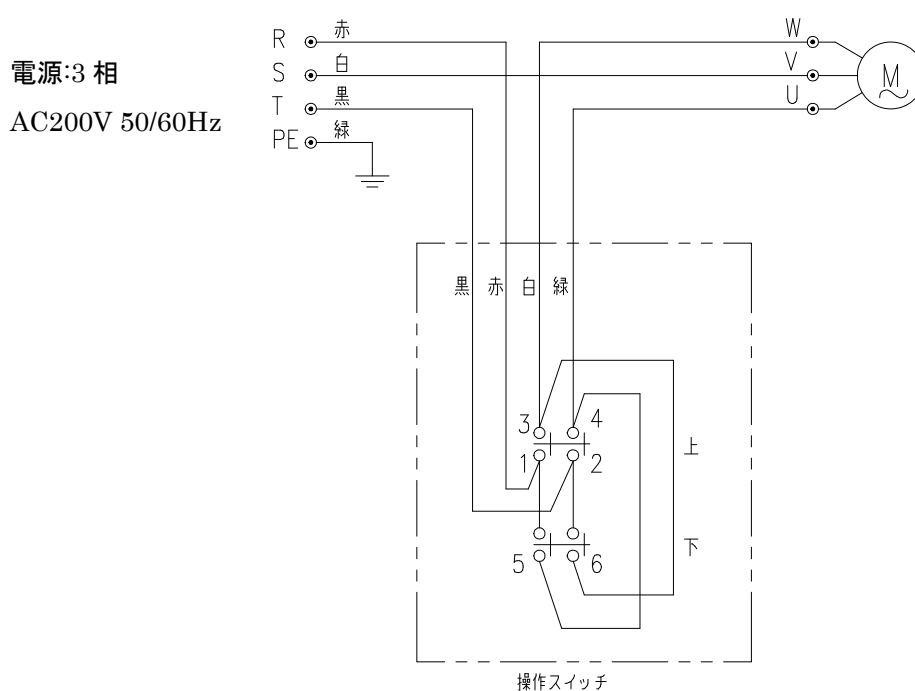 電源:3 相
AC200V 50/60Hz
R 赤
S 白
T 黒
PE 緑
W
V
U
M
黒 赤 白 緑
3 4
1 2
上
5 6
下
操作スイッチ